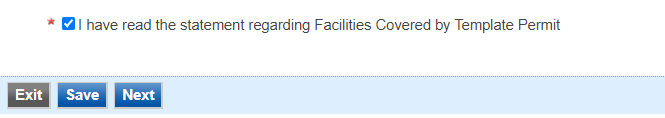 * I have read the statement regarding Facilities Covered by Template Permit
Exit Save Next